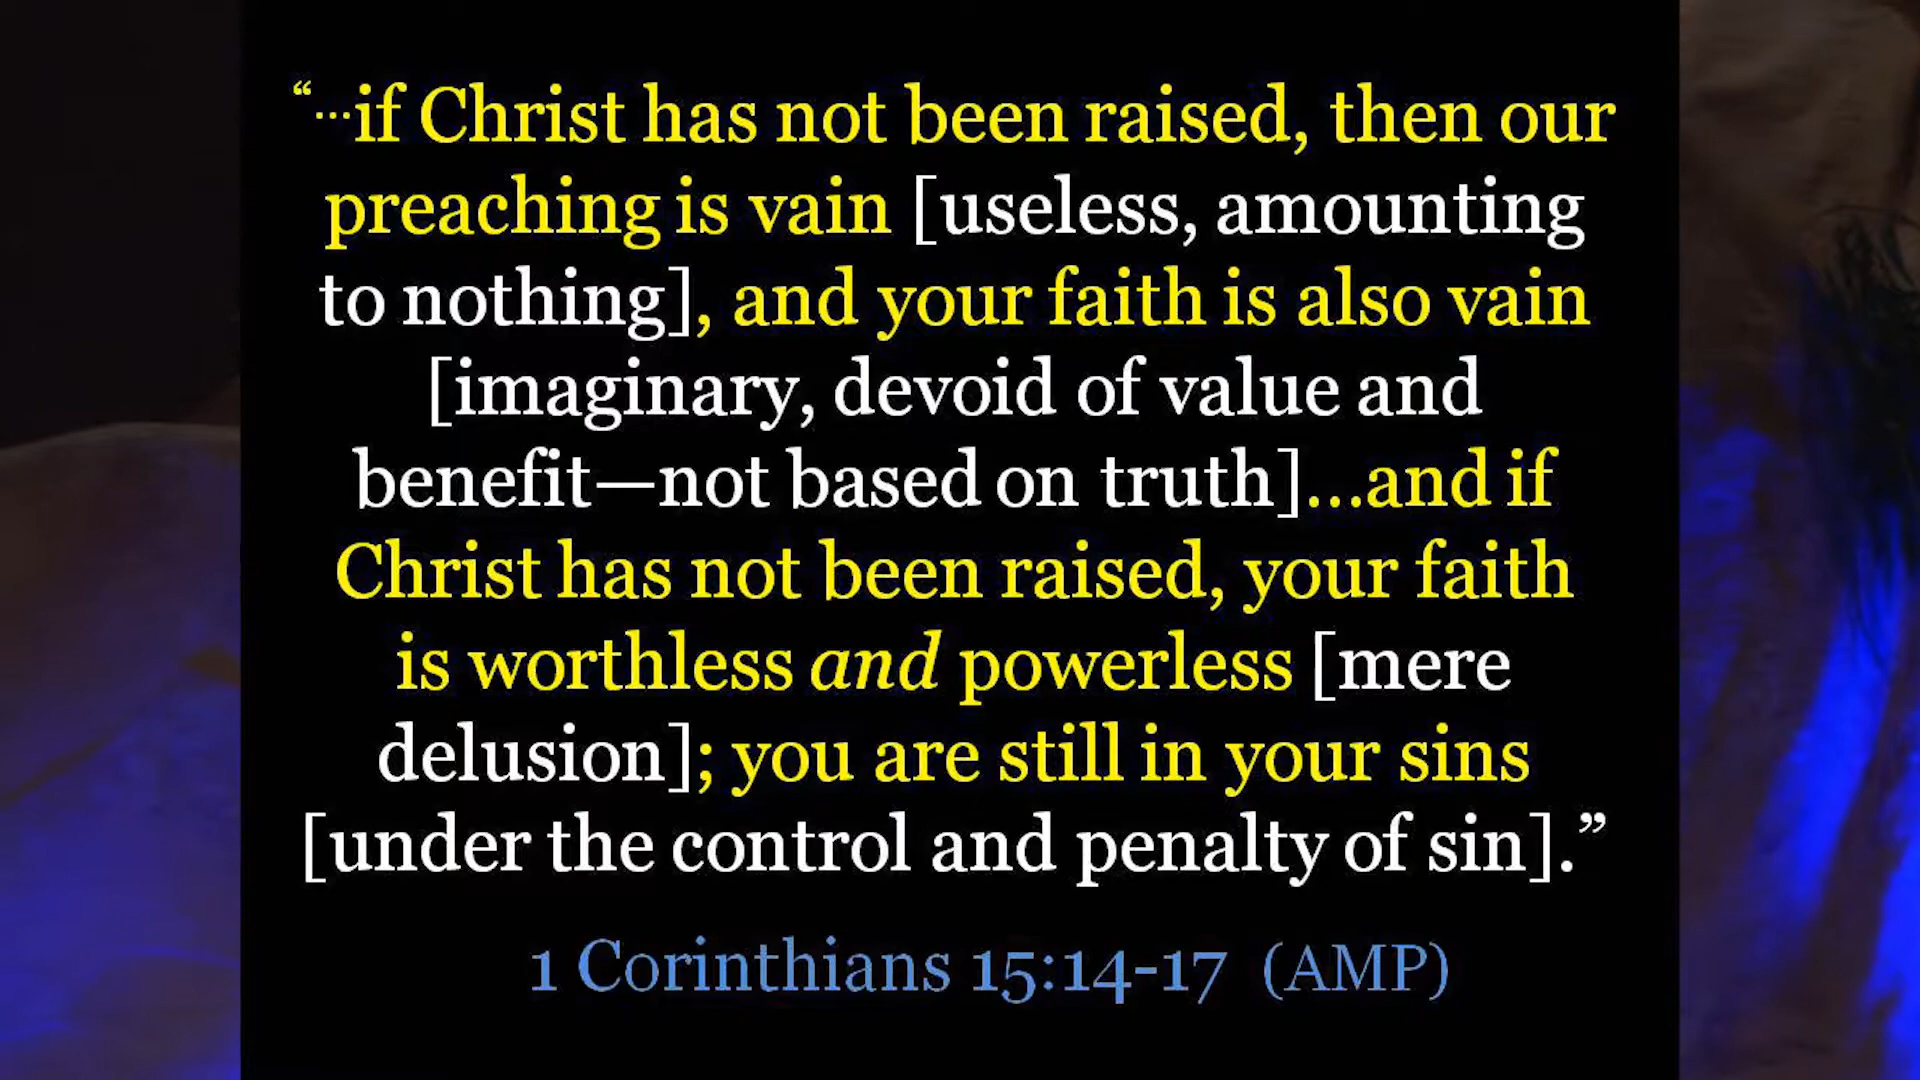 “…if Christ has not been raised, then our
preaching is vain [useless, amounting
to nothing], and your faith is also vain
[imaginary, devoid of value and
benefit—not based on truth]…and if
Christ has not been raised, your faith
is worthless and powerless [mere
delusion]; you are still in your sins
[under the control and penalty of sin].”
1 Corinthians 15:14-17 (AMP)